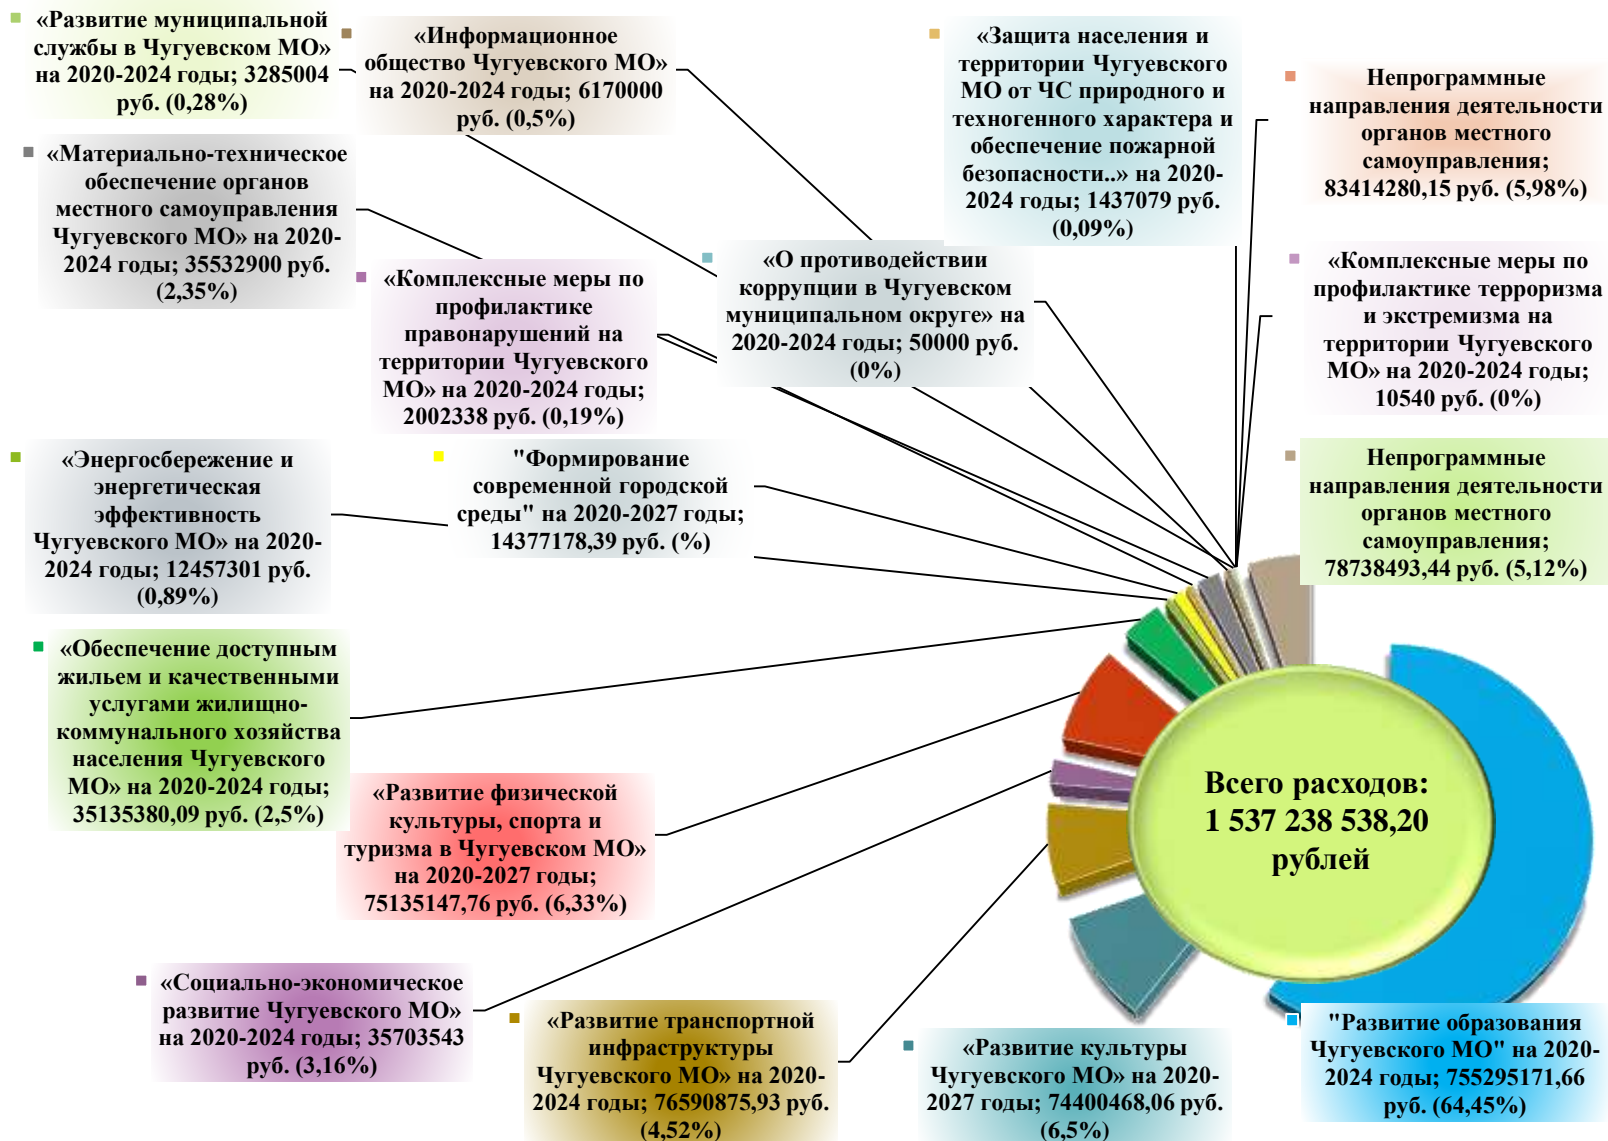 «Развитие муниципальной
службы в Чугуевском МО»
на 2020-2024 годы; 3285004
руб. (0,28%)
«Информационное
общество Чугуевского МО»
на 2020-2024 годы; 6170000
руб. (0,5%)
«Защита населения и
территории Чугуевского
МО от ЧС природного и
техногенного характера и
обеспечение пожарной
безопасности..» на 2020-
2024 годы; 1437079 руб.
(0,09%)
Непрограммные
направления деятельности
органов местного
самоуправления;
83414280,15 руб. (5,98%)
«Материально-техническое
обеспечение органов
местного самоуправления
Чугуевского МО» на 2020-
2024 годы; 35532900 руб.
(2,35%)
«Комплексные меры по
профилактике
правонарушений на
территории Чугуевского
МО» на 2020-2024 годы;
2002338 руб. (0,19%)
«О противодействии
коррупции в Чугуевском
муниципальном округе» на
2020-2024 годы; 50000 руб.
(0%)
«Комплексные меры по
профилактике терроризма
и экстремизма на
территории Чугуевского
МО» на 2020-2024 годы;
10540 руб. (0%)
«Энергосбережение и
энергетическая
эффективность
Чугуевского МО» на 2020-
2024 годы; 12457301 руб.
(0,89%)
"Формирование
современной городской
среды" на 2020-2027 годы;
14377178,39 руб. (%)
Непрограммные
направления деятельности
органов местного
самоуправления;
78738493,44 руб. (5,12%)
«Обеспечение доступным
жильем и качественными
услугами жилищно-
коммунального хозяйства
населения Чугуевского
МО» на 2020-2024 годы;
35135380,09 руб. (2,5%)
«Развитие физической
культуры, спорта и
туризма в Чугуевском МО»
на 2020-2027 годы;
75135147,76 руб. (6,33%)
Всего расходов:
1 537 238 538,20
рублей
«Социально-экономическое
развитие Чугуевского МО»
на 2020-2024 годы; 35703543
руб. (3,16%)
«Развитие транспортной
инфраструктуры
Чугуевского МО» на 2020-
2024 годы; 76590875,93 руб.
(4,52%)
«Развитие культуры
Чугуевского МО» на 2020-
2027 годы; 74400468,06 руб.
(6,5%)
"Развитие образования
Чугуевского МО" на 2020-
2024 годы; 755295171,66
руб. (64,45%)